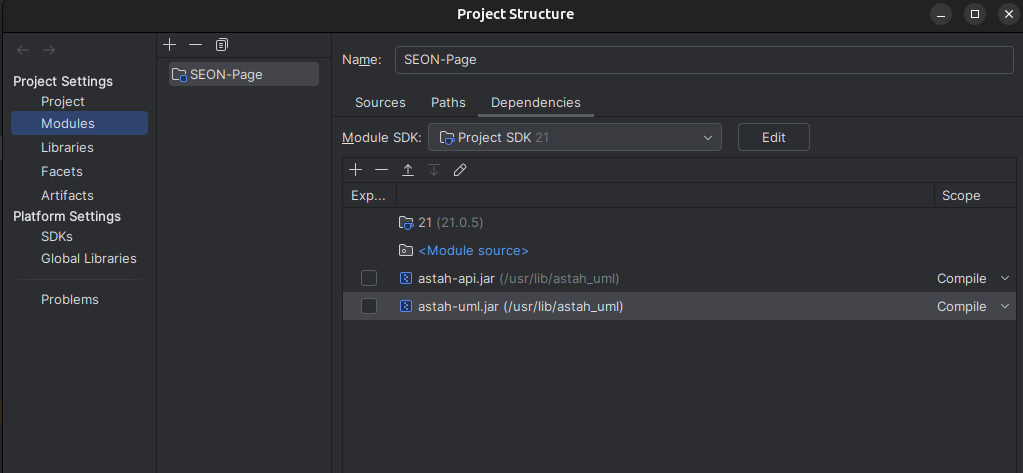 Project Structure
Project Settings
Project
Modules
Libraries
Facets
Artifacts
Platform Settings
SDKs
Global Libraries
Problems
SEON-Page
Name: SEON-Page
Sources Paths Dependencies
Module SDK: Project SDK 21 Edit
Exp... Scope
21 (21.0.5)
<Module source>
astah-api.jar (/usr/lib/astah_uml) Compile
astah-uml.jar (/usr/lib/astah_uml) Compile